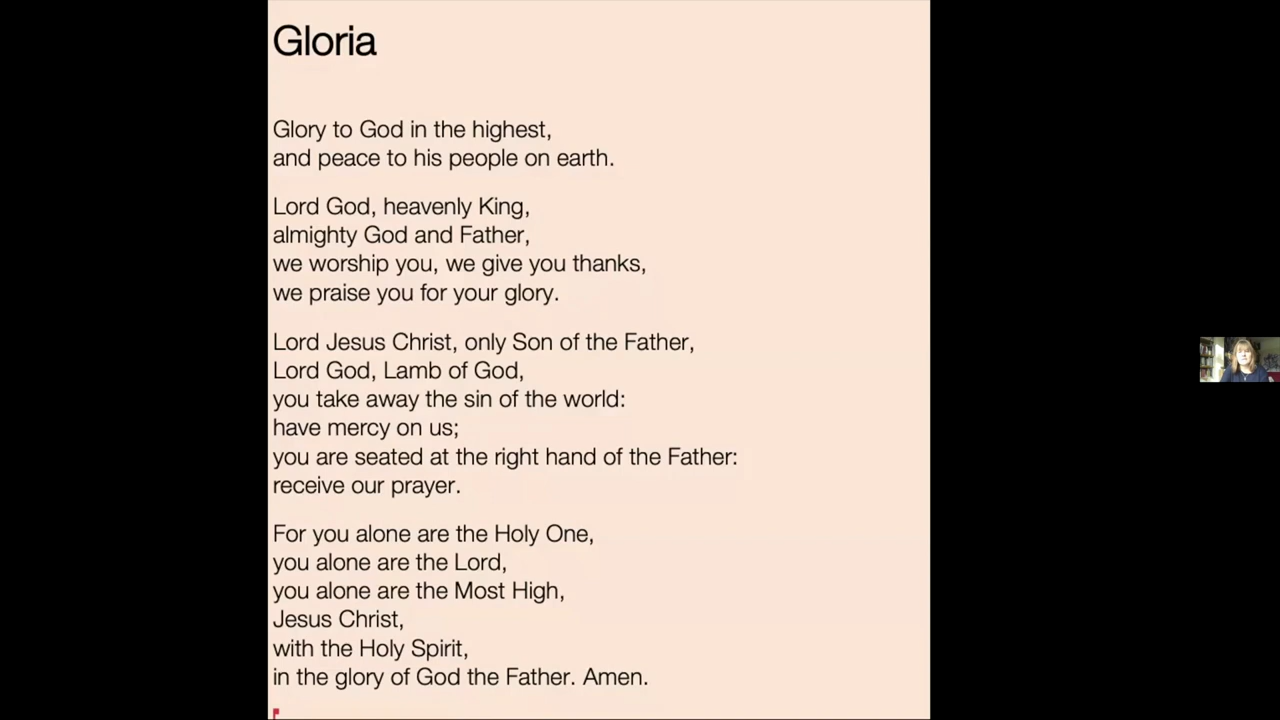 Gloria
Glory to God in the highest,
and peace to his people on earth.
Lord God, heavenly King,
almighty God and Father,
we worship you, we give you thanks,
we praise you for your glory.
Lord Jesus Christ, only Son of the Father,
Lord God, Lamb of God,
you take away the sin of the world:
have mercy on us;
you are seated at the right hand of the Father:
receive our prayer.
For you alone are the Holy One,
you alone are the Lord,
you alone are the Most High,
Jesus Christ,
with the Holy Spirit,
in the glory of God the Father. Amen.